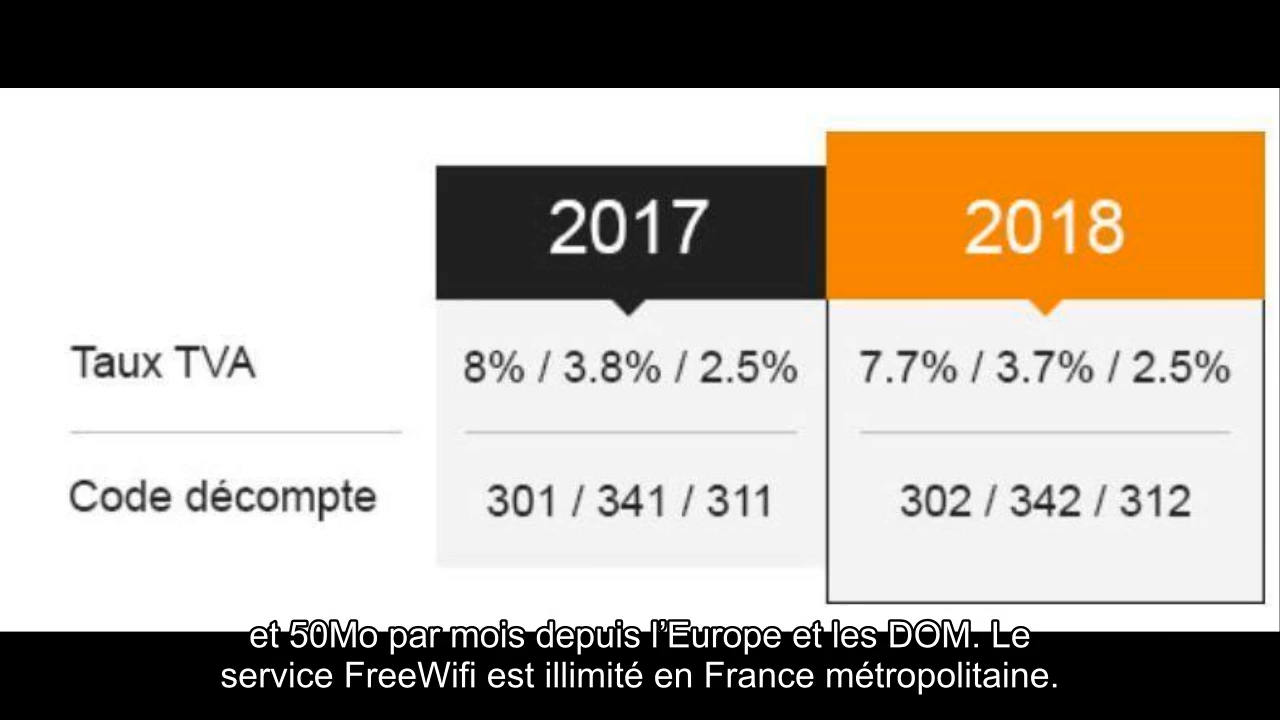 2017 2018
Taux TVA 8% / 3.8% / 2.5% 7.7% / 3.7% / 2.5%
Code décompte 301 / 341 / 311 302 / 342 / 312
et 50Mo par mois depuis l’Europe et les DOM. Le
service FreeWifi est illimité en France métropolitaine.